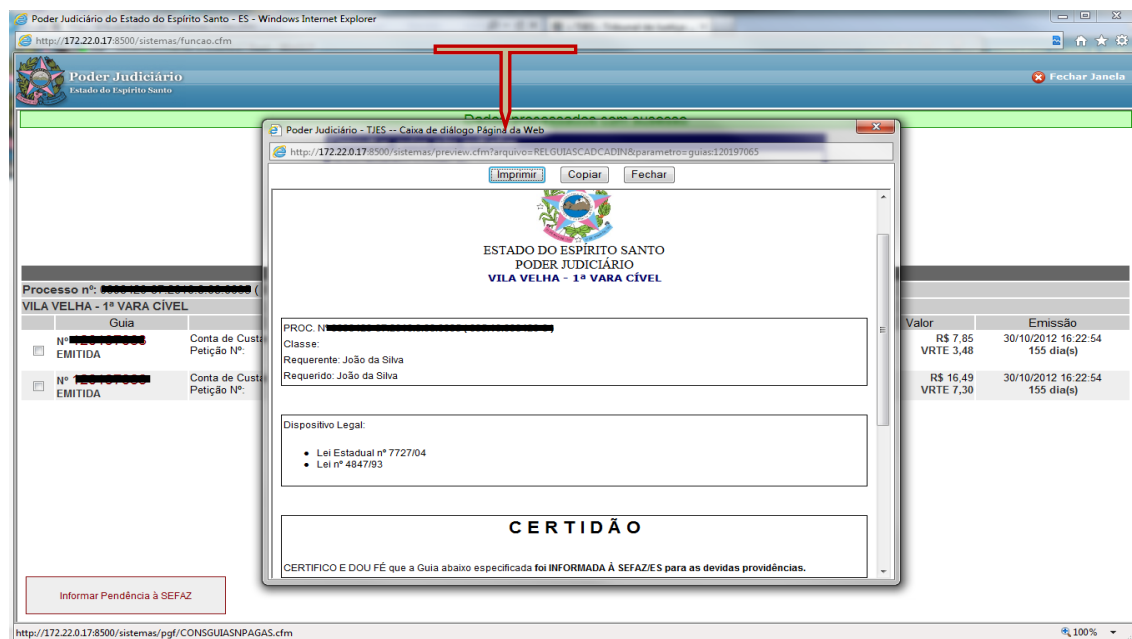 Poder Judiciário do Estado do Espírito Santo - ES - Windows Internet Explorer
http://172.22.0.17:8500/sistemas/funcao.cfm
Poder Judiciário
Estado do Espírito Santo
Fechar Janela
Poder Judiciário - TJES -- Caixa de diálogo Página da Web
http://172.22.0.17:8500/sistemas/preview.cfm?arquivo=RELGUIASCADCADIN&parametro=guias:120197065
Imprimir Copiar Fechar
ESTADO DO ESPÍRITO SANTO
PODER JUDICIÁRIO
VILA VELHA - 1ª VARA CÍVEL
PROC. Nº
Classe:
Requerente: João da Silva
Requerido: João da Silva
Dispositivo Legal:
Lei Estadual nº 7727/04
Lei nº 4847/93
CERTIDÃO
CERTIFICO E DOU FÉ que a Guia abaixo especificada foi INFORMADA À SEFAZ/ES para as devidas providências.
Processo nº: (
VILA VELHA - 1ª VARA CÍVEL
Guia Valor Emissão
Nº Conta de Custa R$ 7,85 30/10/2012 16:22:54
EMITIDA Petição Nº: VRTE 3,48 155 dia(s)
Nº Conta de Custa R$ 16,49 30/10/2012 16:22:54
EMITIDA Petição Nº: VRTE 7,30 155 dia(s)
Informar Pendência à SEFAZ
http://172.22.0.17:8500/sistemas/pgf/CONSGUIASNPAGAS.cfm
100%